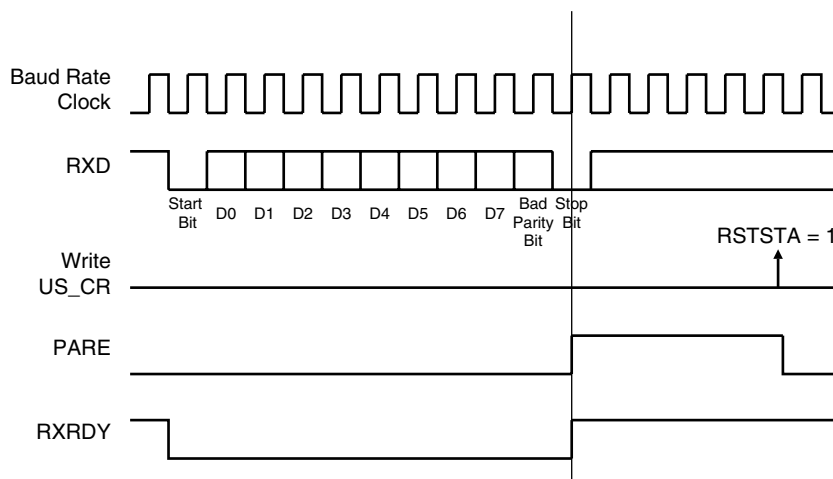 Baud Rate
Clock
RXD
Start
Bit
D0 D1 D2 D3 D4 D5 D6 D7
Bad
Parity
Bit
Stop
Bit
RSTSTA = 1
Write
US_CR
PARE
RXRDY